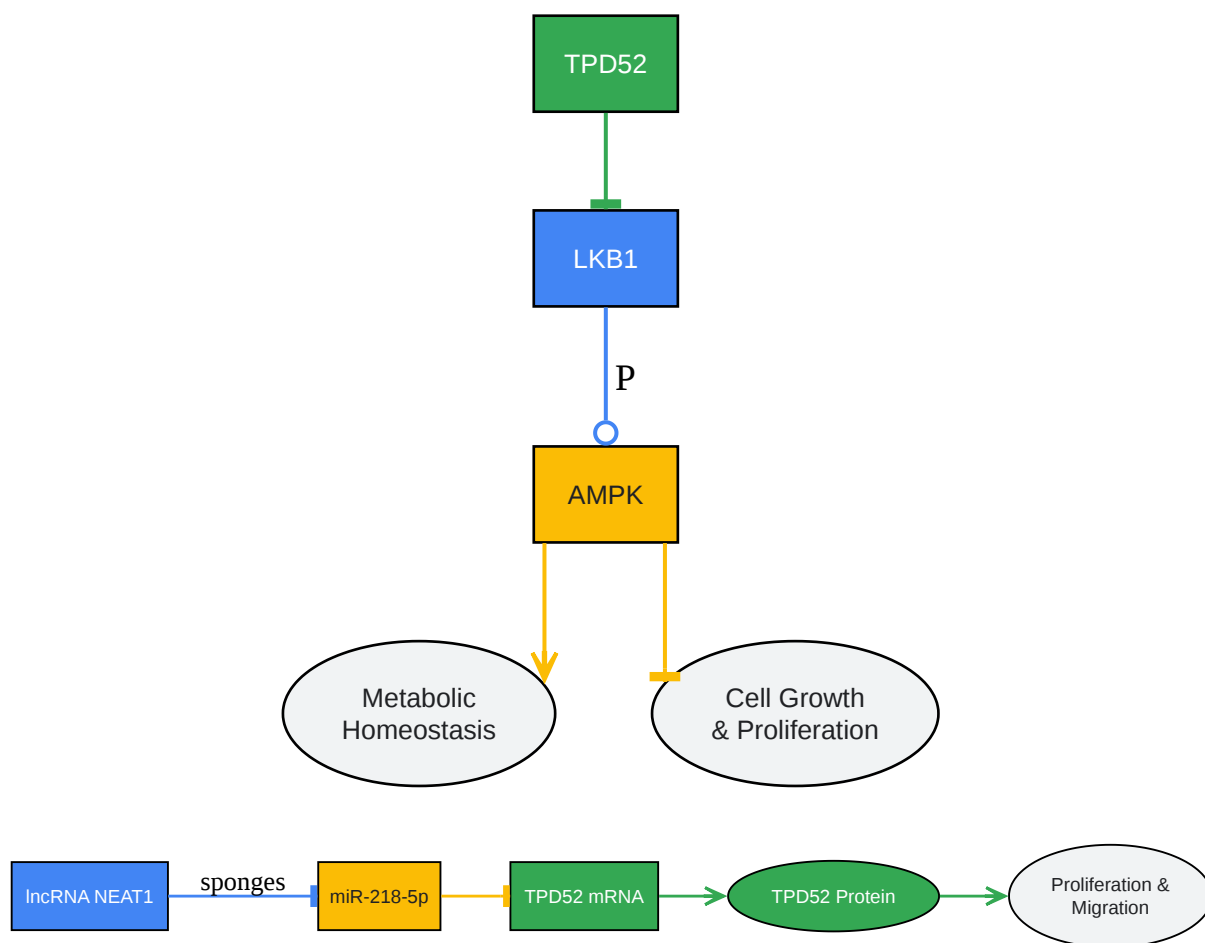 TPD52
LKB1
P
AMPK
Metabolic
Homeostasis
Cell Growth
& Proliferation
lncRNA NEAT1
sponges
miR-218-5p
TPD52 mRNA
TPD52 Protein
Proliferation &
Migration